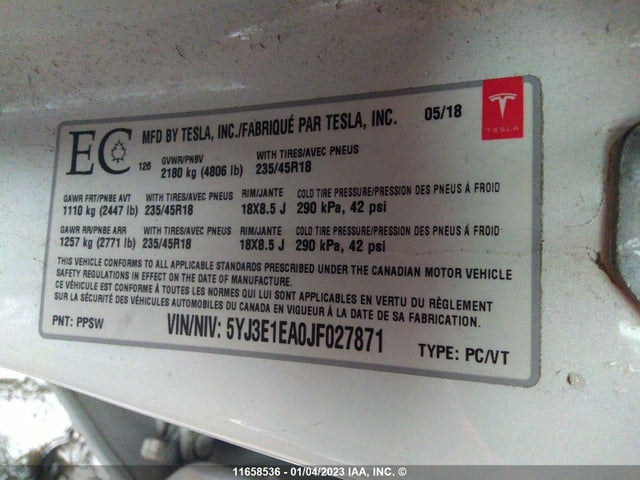 EC
126
MFD BY TESLA, INC./FABRIQUÉ PAR TESLA, INC. 05/18
TESLA
GVWR/PNBV WITH TIRES/AVEC PNEUS
2180 kg (4806 lb) 235/45R18
GAWR FRT/PNBE AVT WITH TIRES/AVEC PNEUS RIM/JANTE COLD TIRE PRESSURE/PRESSION DES PNEUS À FROID
1110 kg (2447 lb) 235/45R18 18X8.5 J 290 kPa, 42 psi
GAWR RR/PNBE ARR WITH TIRES/AVEC PNEUS RIM/JANTE COLD TIRE PRESSURE/PRESSION DES PNEUS À FROID
1257 kg (2771 lb) 235/45R18 18X8.5 J 290 kPa, 42 psi
THIS VEHICLE CONFORMS TO ALL APPLICABLE STANDARDS PRESCRIBED UNDER THE CANADIAN MOTOR VEHICLE
SAFETY REGULATIONS IN EFFECT ON THE DATE OF MANUFACTURE.
CE VÉHICULE EST CONFORME À TOUTES LES NORMES QUI LUI SONT APPLICABLES EN VERTU DU RÈGLEMENT
SUR LA SÉCURITÉ DES VÉHICULES AUTOMOBILES DU CANADA EN VIGUEUR À LA DATE DE SA FABRICATION.
PNT: PPSW VIN/NIV: 5YJ3E1EA0JF027871 TYPE: PC/VT
11658536 - 01/04/2023 IAA, INC. ©